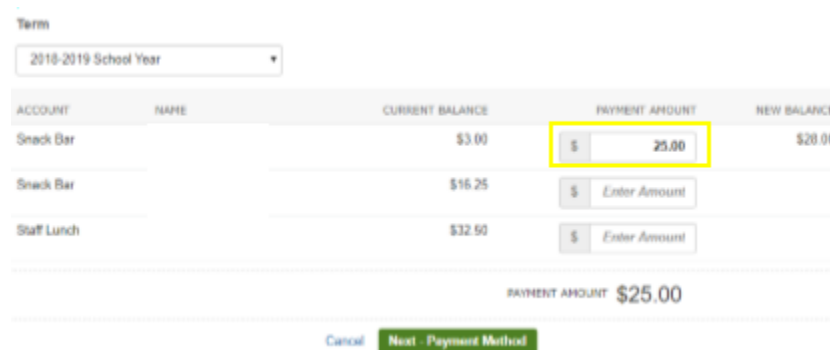 Term
2018-2019 School Year
ACCOUNT NAME CURRENT BALANCE PAYMENT AMOUNT NEW BALANCE
Snack Bar $3.00 $ 25.00 $28.00
Snack Bar $16.25 $ Enter Amount
Staff Lunch $32.50 $ Enter Amount
PAYMENT AMOUNT $25.00
Cancel Next - Payment Method